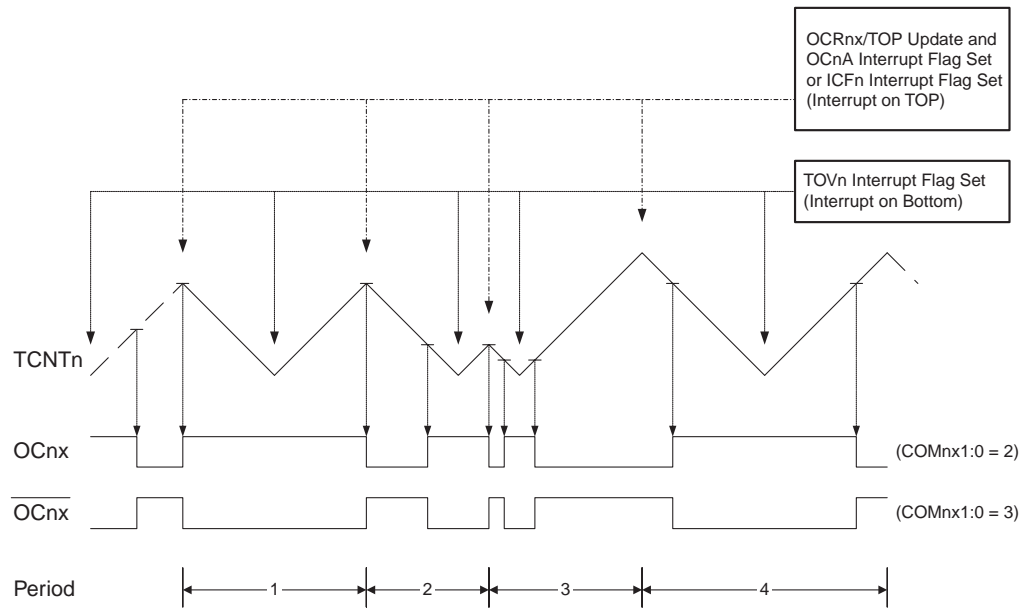 OCRnx/TOP Update and
OCnA Interrupt Flag Set
or ICFn Interrupt Flag Set
(Interrupt on TOP)
TOVn Interrupt Flag Set
(Interrupt on Bottom)
TCNTn
OCnx
(COMnx1:0 = 2)
OCnx
(COMnx1:0 = 3)
Period
1
2
3
4